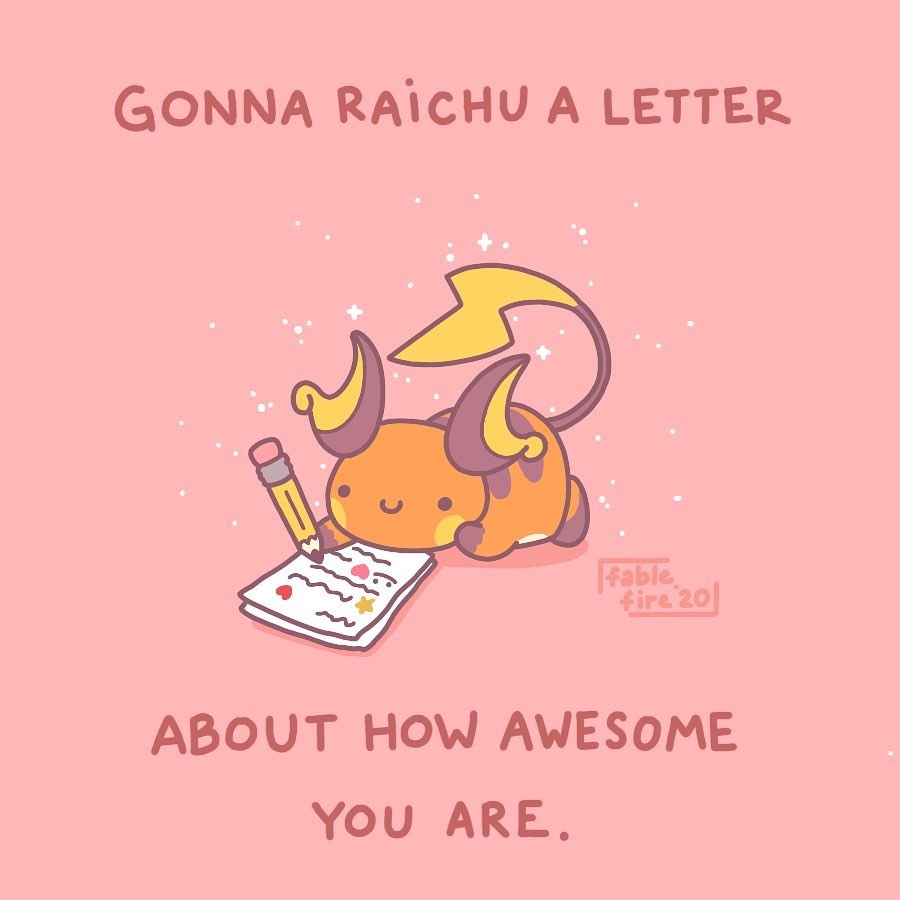 GONNA RAiCHU A LETTER
fable
fire '20
ABOUT HOW AWESOME
YOU ARE.